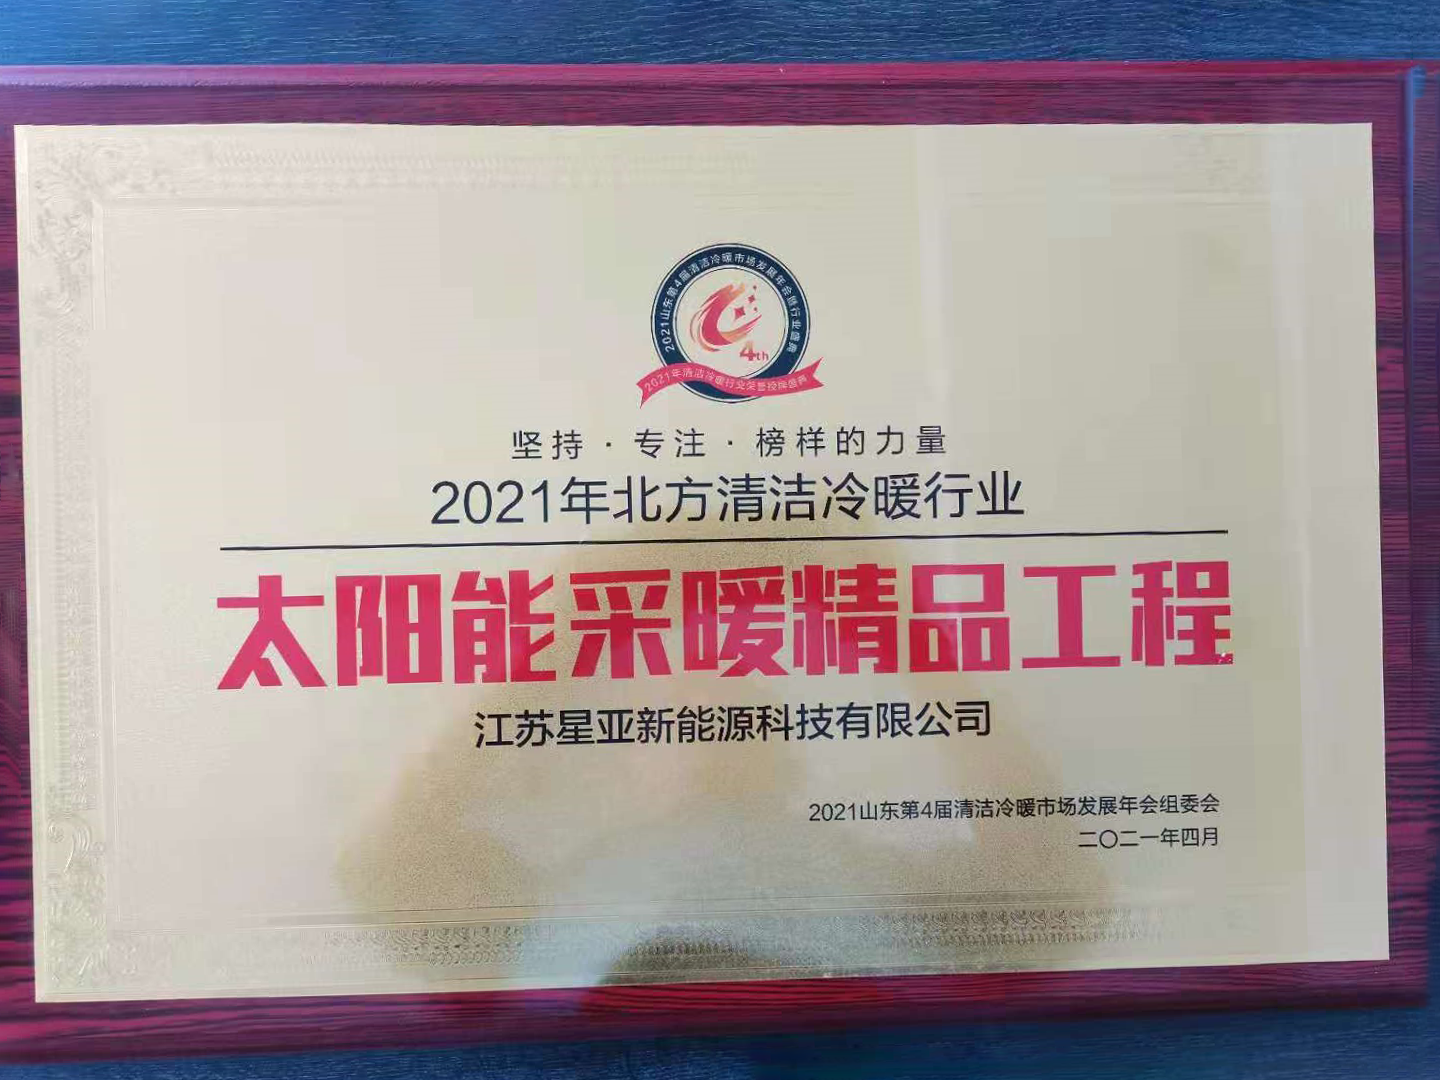 2021山东第4届清洁冷暖市场发展年会暨行业盛典
4th
2021年清洁冷暖行业荣誉授牌盛典
坚持·专注·榜样的力量
2021年北方清洁冷暖行业
太阳能采暖精品工程
江苏星亚新能源科技有限公司
2021山东第4届清洁冷暖市场发展年会组委会
二〇二一年四月